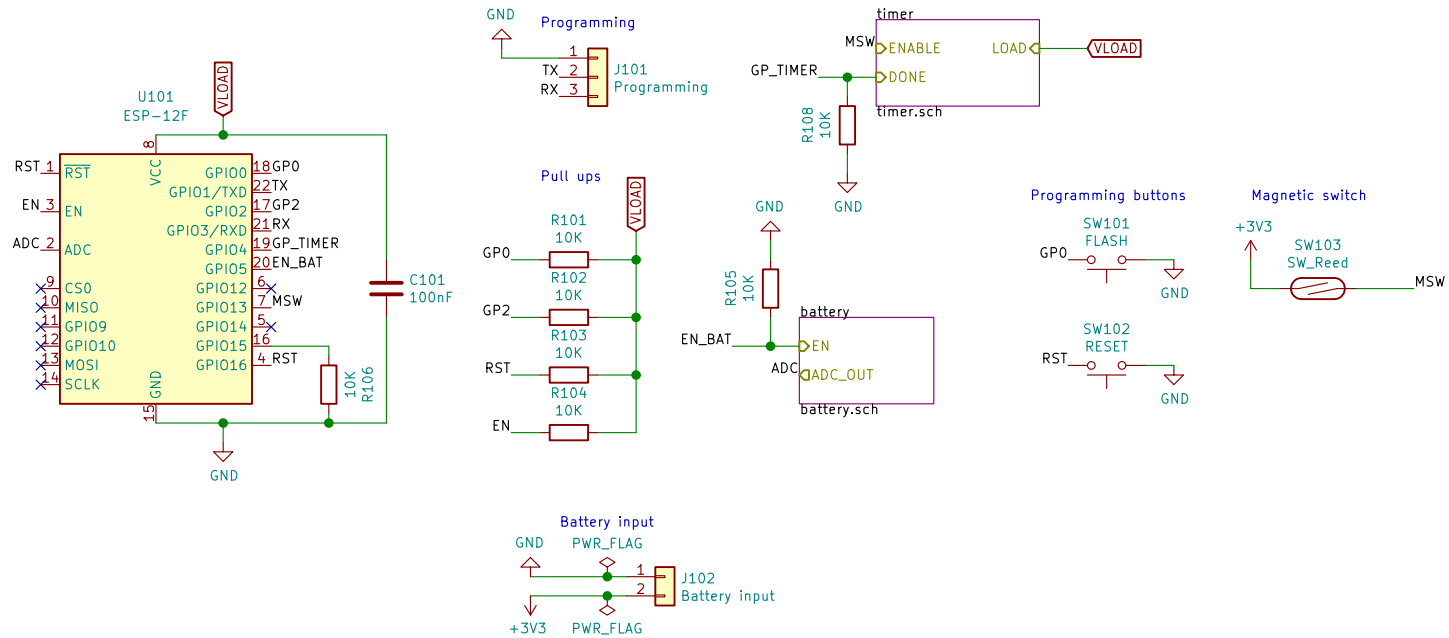 U101
ESP-12F
VLOAD
8
VCC
RST 1 RST
EN 3 EN
ADC 2 ADC
9 CS0
10 MISO
11 GPIO9
12 GPIO10
13 MOSI
14 SCLK
GPIO0 18 GP0
GPIO1/TXD 22 TX
GPIO2 17 GP2
GPIO3/RXD 21 RX
GPIO4 19 GP_TIMER
GPIO5 20 EN_BAT
GPIO12 6
GPIO13 7 MSW
GPIO14 5
GPIO15 16
GPIO16 4 RST
GND
15
10K
R106
GND
C101
100nF
Programming
GND
1
TX 2
RX 3
J101
Programming
Pull ups
VLOAD
R101
10K
GP0
R102
10K
GP2
R103
10K
RST
R104
10K
EN
timer
MSW ENABLE
LOAD VLOAD
GP_TIMER DONE
timer.sch
R108
10K
GND
GND
R105
10K
battery
EN_BAT EN
ADC ADC_OUT
battery.sch
Programming buttons
SW101
FLASH
GP0
GND
SW102
RESET
RST
GND
Magnetic switch
+3V3
SW103
SW_Reed
MSW
Battery input
GND
PWR_FLAG
1
2
J102
Battery input
+3V3
PWR_FLAG